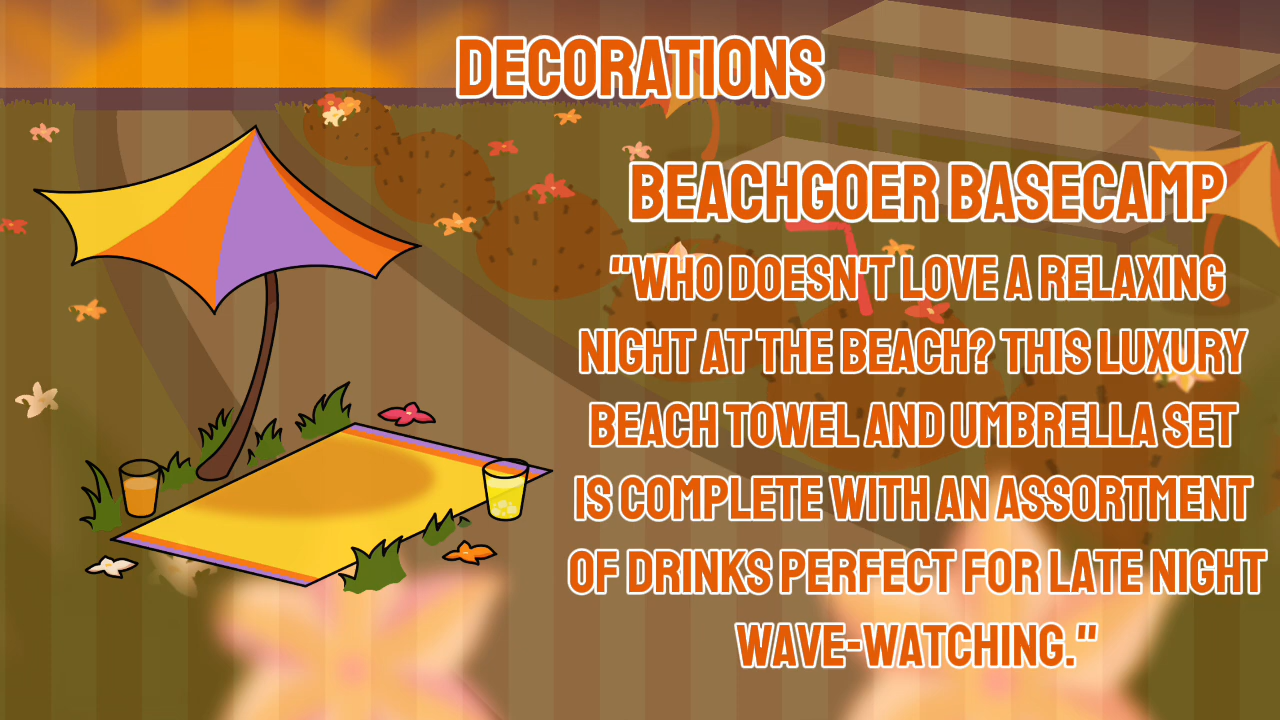 DECORATIONS
BEACHGOER BASECAMP
"WHO DOESN'T LOVE A RELAXING
NIGHT AT THE BEACH? THIS LUXURY
BEACH TOWEL AND UMBRELLA SET
IS COMPLETE WITH AN ASSORTMENT
OF DRINKS PERFECT FOR LATE NIGHT
WAVE-WATCHING."